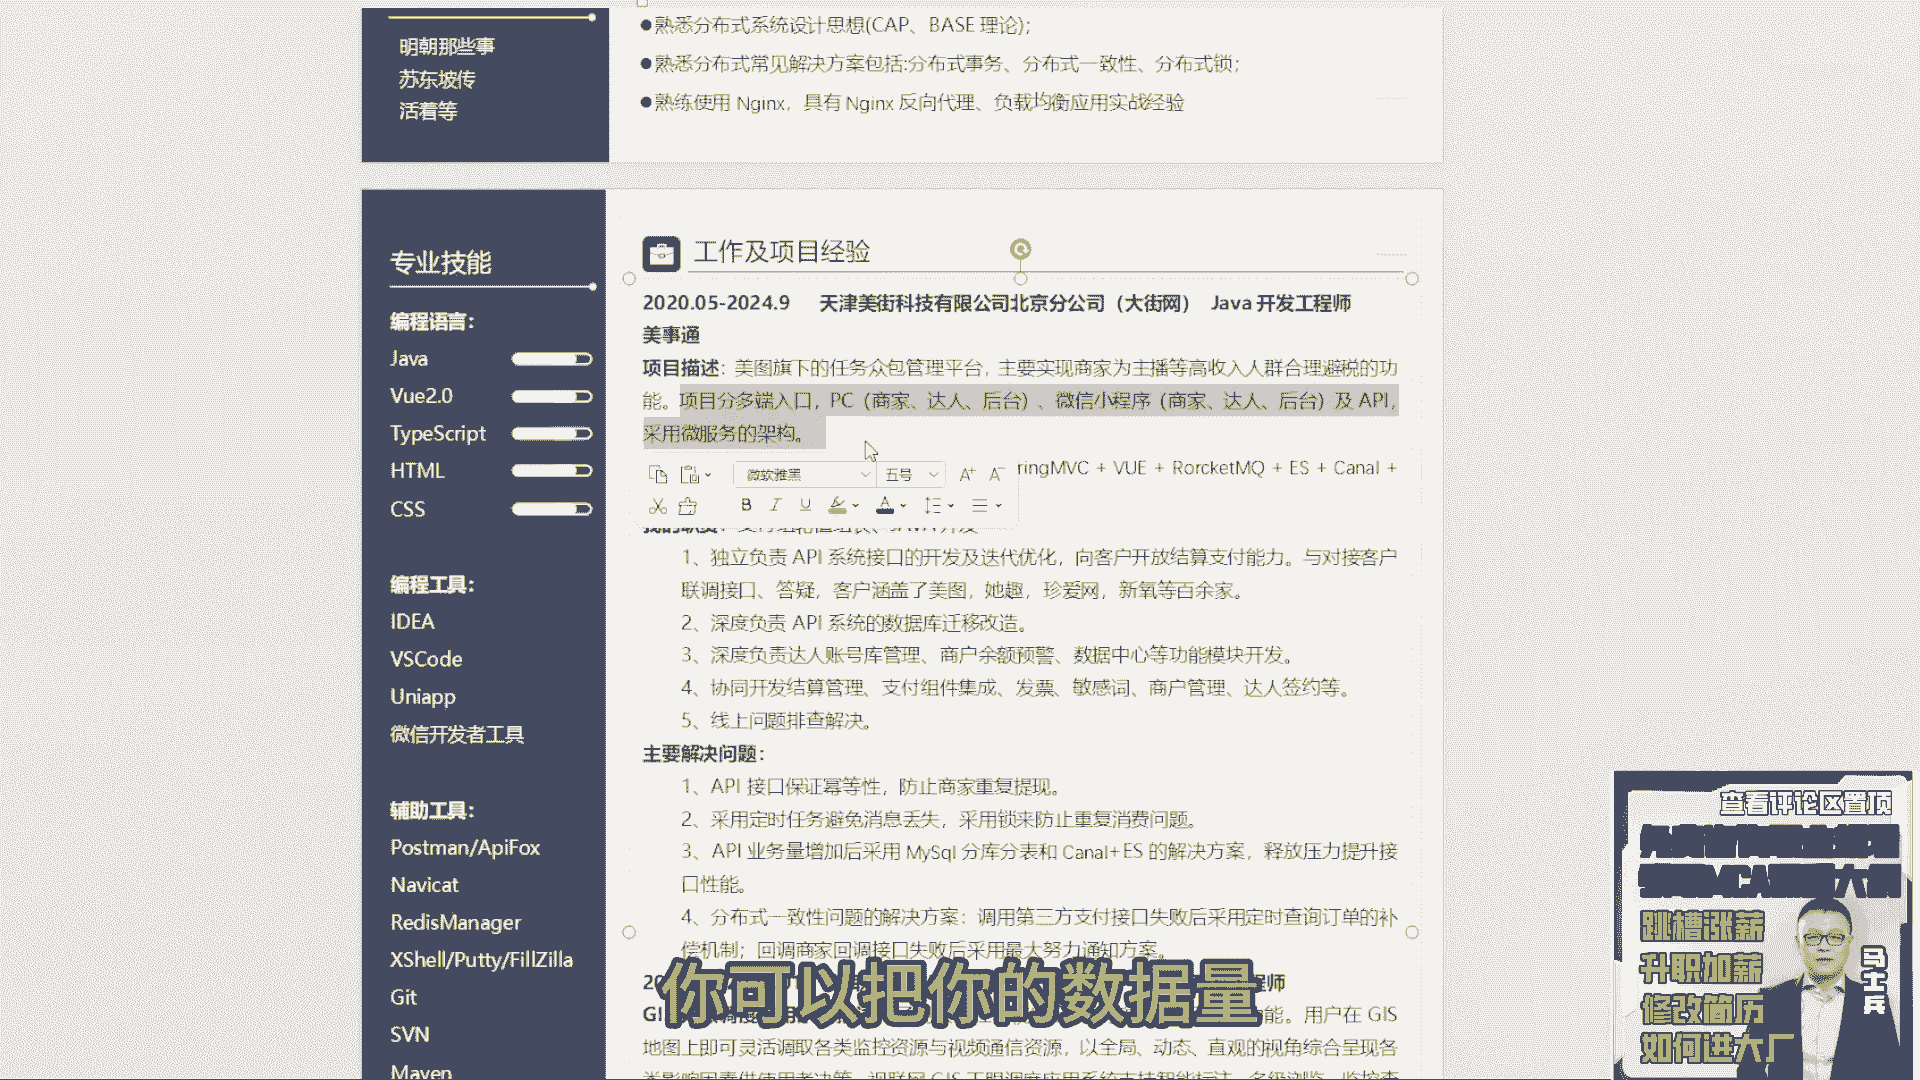 明朝那些事
苏东坡传
活着等
●熟悉分布式系统设计思想(CAP、BASE 理论);
●熟悉分布式常见解决方案包括:分布式事务、分布式一致性、分布式锁;
●熟练使用 Nginx，具有 Nginx 反向代理、负载均衡应用实战经验
专业技能
编程语言:
Java
Vue2.0
TypeScript
HTML
CSS
编程工具:
IDEA
VSCode
Uniapp
微信开发者工具
辅助工具:
Postman/ApiFox
Navicat
RedisManager
XShell/Putty/FillZilla
Git
SVN
Maven
工作及项目经验
2020.05-2024.9 天津美街科技有限公司北京分公司（大街网） Java 开发工程师
美事通
项目描述：美图旗下的任务众包管理平台，主要实现商家为主播等高收入人群合理避税的功
能。项目分多端入口，PC（商家、达人、后台）、微信小程序（商家、达人、后台）及 API，
采用微服务的架构。
微软雅黑 五号 A+ A-
B I U A
ringMVC + VUE + RorcketMQ + ES + Canal +
1、独立负责 API 系统接口的开发及迭代优化，向客户开放结算支付能力。与对接客户
联调接口、答疑，客户涵盖了美图，她趣，珍爱网，新氧等百余家。
2、深度负责 API 系统的数据库迁移改造。
3、深度负责达人账号库管理、商户余额预警、数据中心等功能模块开发。
4、协同开发结算管理、支付组件集成、发票、敏感词、商户管理、达人签约等。
5、线上问题排查解决。
主要解决问题：
1、API 接口保证幂等性，防止商家重复提现。
2、采用定时任务避免消息丢失，采用锁来防止重复消费问题。
3、API 业务量增加后采用 MySql 分库分表和 Canal+ES 的解决方案，释放压力提升接
口性能。
4、分布式一致性问题的解决方案：调用第三方支付接口失败后采用定时查询订单的补
偿机制；回调商家回调接口失败后采用最大努力通知方案。
程师
能。用户在 GIS
地图上即可灵活调取各类监控资源与视频通信资源，以全局、动态、直观的视角综合呈现各
你可以把你的数据量
查看评论区置顶
跳槽涨薪
升职加薪
修改简历
如何进大厂
马士兵